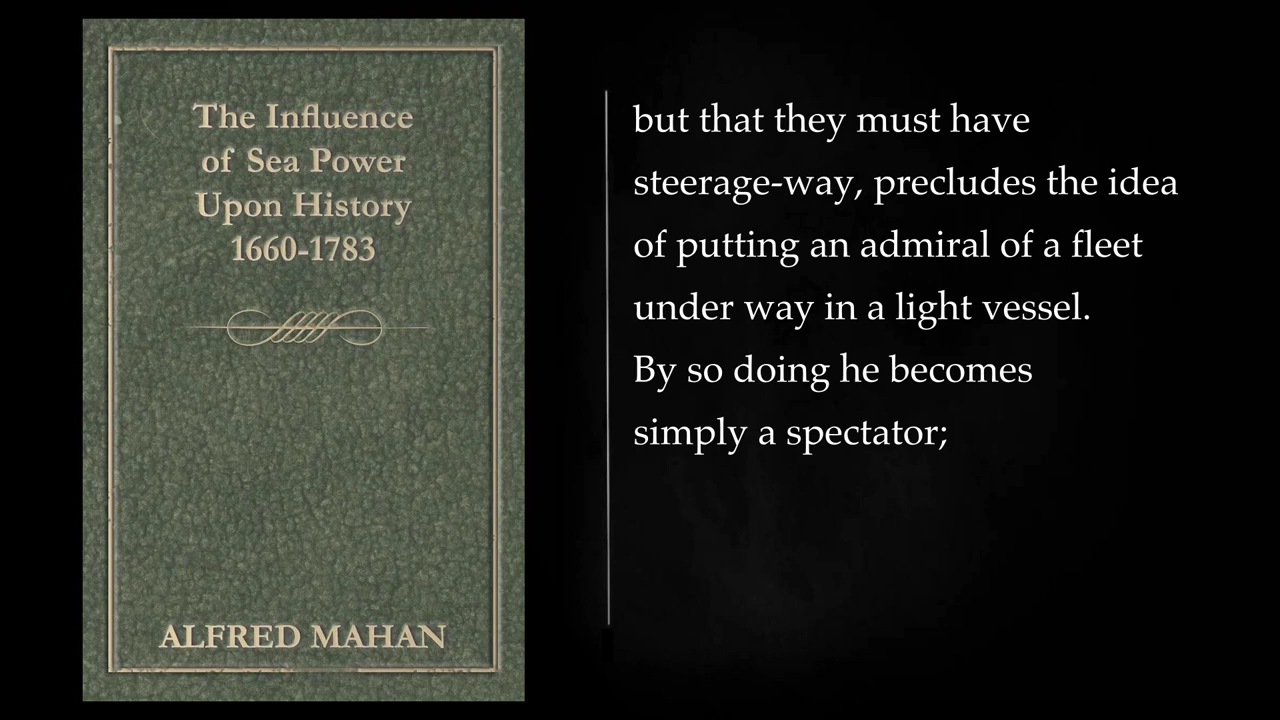 The Influence
of Sea Power
Upon History
1660-1783
ALFRED MAHAN
but that they must have
steerage-way, precludes the idea
of putting an admiral of a fleet
under way in a light vessel.
By so doing he becomes
simply a spectator;